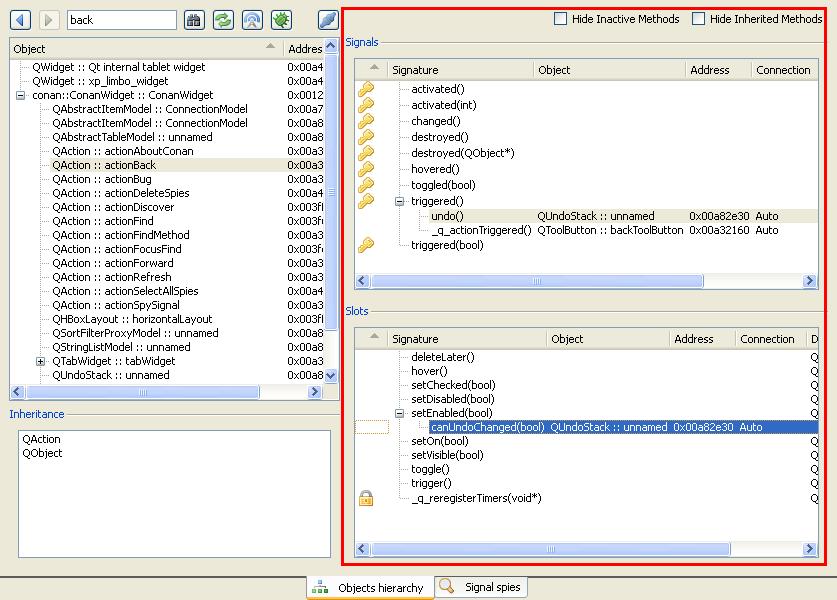 back
Hide Inactive Methods Hide Inherited Methods
Object Addres
QWidget :: Qt internal tablet widget 0x00a4
QWidget :: xp_limbo_widget 0x00a4
conan::ConanWidget :: ConanWidget 0x0012
QAbstractItemModel :: ConnectionModel 0x00a7
QAbstractItemModel :: ConnectionModel 0x00a8
QAbstractTableModel :: unnamed 0x00a8
QAction :: actionAboutConan 0x00a3
QAction :: actionBack 0x00a3
QAction :: actionBug 0x00a3
QAction :: actionDeleteSpies 0x00a4
QAction :: actionDiscover 0x003f
QAction :: actionFind 0x003f
QAction :: actionFindMethod 0x00a3
QAction :: actionFocusFind 0x003f
QAction :: actionForward 0x00a3
QAction :: actionRefresh 0x00a3
QAction :: actionSelectAllSpies 0x00a4
QAction :: actionSpySignal 0x00a3
QHBoxLayout :: horizontalLayout 0x003f
QSortFilterProxyModel :: unnamed 0x00a8
QStringListModel :: unnamed 0x00a8
QTabWidget :: tabWidget 0x00a3
QUndoStack :: unnamed 0x00a8
Inheritance
QAction
QObject
Signals
Signature Object Address Connection
activated()
activated(int)
changed()
destroyed()
destroyed(QObject*)
hovered()
toggled(bool)
triggered()
undo() QUndoStack :: unnamed 0x00a82e30 Auto
_q_actionTriggered() QToolButton :: backToolButton 0x00a32160 Auto
triggered(bool)
Slots
Signature Object Address Connection D
deleteLater() Q
hover() Q
setChecked(bool) Q
setDisabled(bool) Q
setEnabled(bool) Q
canUndoChanged(bool) QUndoStack :: unnamed 0x00a82e30 Auto
setOn(bool) Q
setVisible(bool) Q
toggle() Q
trigger() Q
_q_reregisterTimers(void*) Q
Objects hierarchy Signal spies